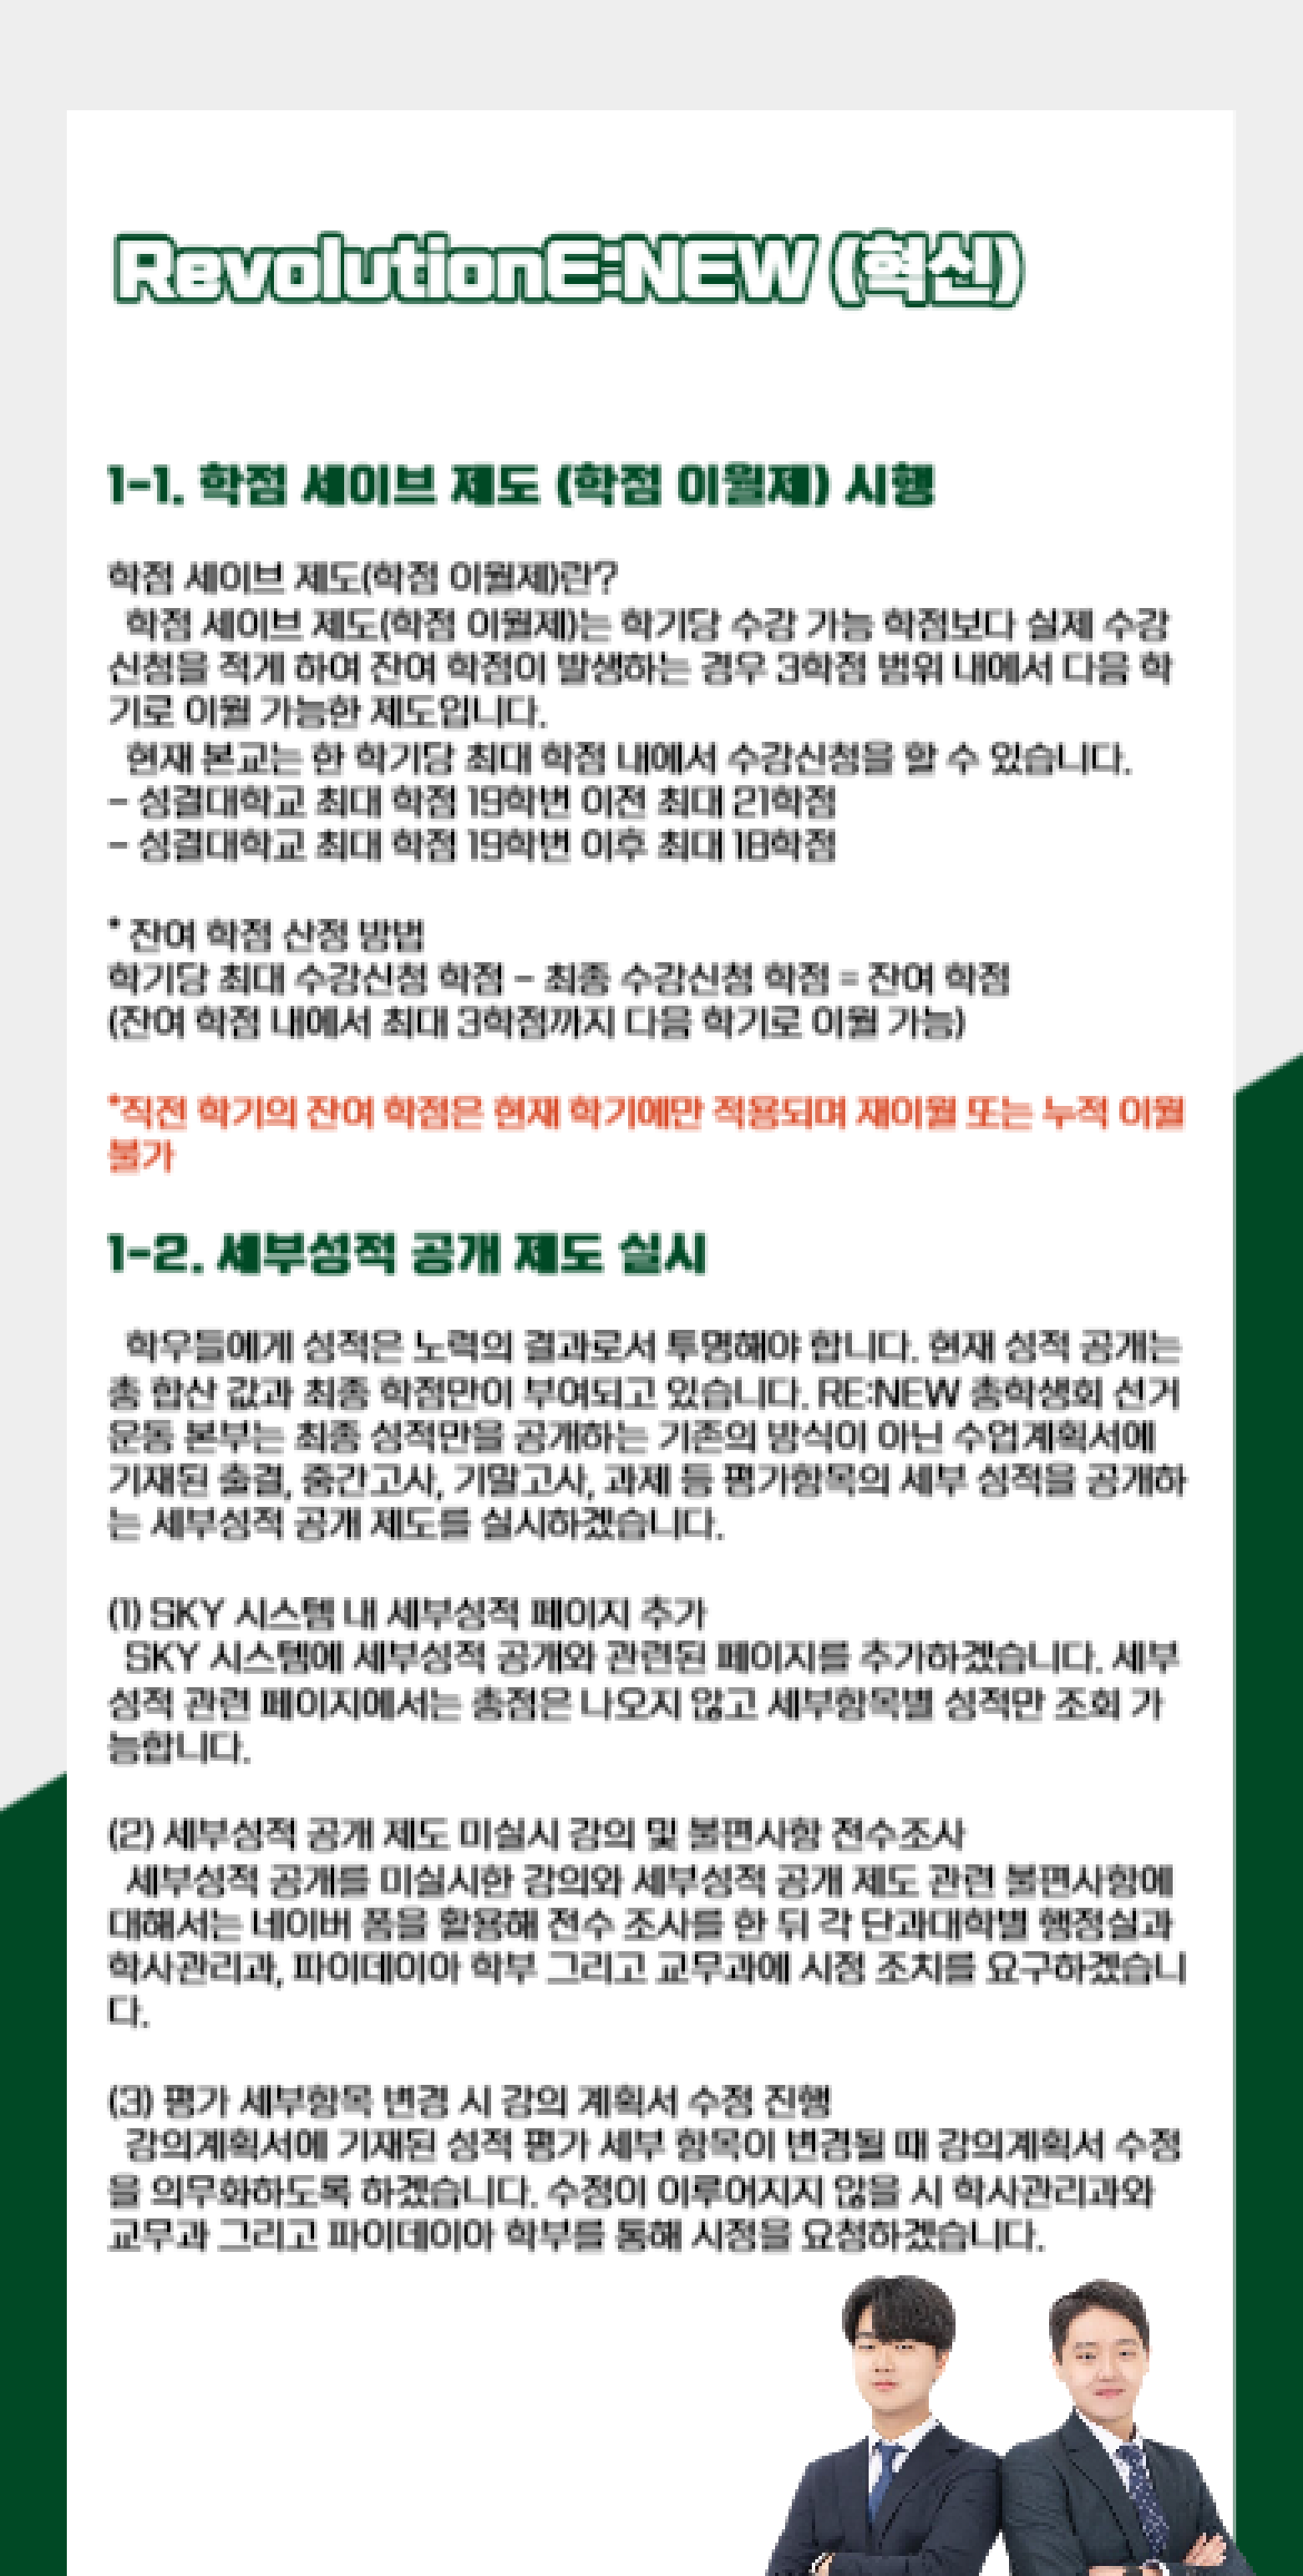 RevolutionE:NEW (혁신)
1-1. 학점 세이브 제도 (학점 이월제) 시행
학점 세이브 제도(학점 이월제)란?
학점 세이브 제도(학점 이월제)는 학기당 수강 가능 학점보다 실제 수강
신청을 적게 하여 잔여 학점이 발생하는 경우 3학점 범위 내에서 다음 학
기로 이월 가능한 제도입니다.
현재 본교는 한 학기당 최대 학점 내에서 수강신청을 할 수 있습니다.
- 성결대학교 최대 학점 19학번 이전 최대 21학점
- 성결대학교 최대 학점 19학번 이후 최대 18학점
* 잔여 학점 산정 방법
학기당 최대 수강신청 학점 - 최종 수강신청 학점 = 잔여 학점
(잔여 학점 내에서 최대 3학점까지 다음 학기로 이월 가능)
*직전 학기의 잔여 학점은 현재 학기에만 적용되며 재이월 또는 누적 이월
불가
1-2. 세부성적 공개 제도 실시
학우들에게 성적은 노력의 결과로서 투명해야 합니다. 현재 성적 공개는
총 합산 값과 최종 학점만이 부여되고 있습니다. RE:NEW 총학생회 선거
운동 본부는 최종 성적만을 공개하는 기존의 방식이 아닌 수업계획서에
기재된 출결, 중간고사, 기말고사, 과제 등 평가항목의 세부 성적을 공개하
는 세부성적 공개 제도를 실시하겠습니다.
(1) SKY 시스템 내 세부성적 페이지 추가
SKY 시스템에 세부성적 공개와 관련된 페이지를 추가하겠습니다. 세부
성적 관련 페이지에서는 총점은 나오지 않고 세부항목별 성적만 조회 가
능합니다.
(2) 세부성적 공개 제도 미실시 강의 및 불편사항 전수조사
세부성적 공개를 미실시한 강의와 세부성적 공개 제도 관련 불편사항에
대해서는 네이버 폼을 활용해 전수 조사를 한 뒤 각 단과대학별 행정실과
학사관리과, 파이데이아 학부 그리고 교무과에 시정 조치를 요구하겠습니
다.
(3) 평가 세부항목 변경 시 강의 계획서 수정 진행
강의계획서에 기재된 성적 평가 세부 항목이 변경될 때 강의계획서 수정
을 의무화하도록 하겠습니다. 수정이 이루어지지 않을 시 학사관리과와
교무과 그리고 파이데이아 학부를 통해 시정을 요청하겠습니다.